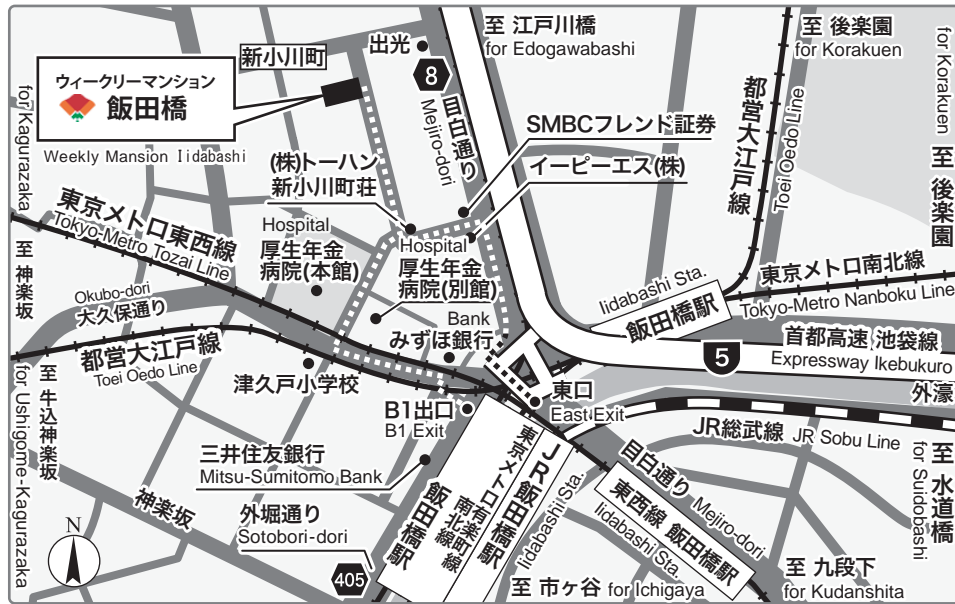 ウィークリーマンション
飯田橋
Weekly Mansion Iidabashi
新小川町
出光
8
目白通り
Mejiro-dori
至 江戸川橋
for Edogawabashi
至 後楽園
for Korakuen
都営大江戸線
Toei Oedo Line
for Korakuen
至 後楽園
SMBCフレンド証券
イーピーエス(株)
(株)トーハン
新小川町荘
for Kagurazaka
至 神楽坂
東京メトロ東西線
Tokyo-Metro Tozai Line
Hospital
厚生年金
病院(本館)
Hospital
厚生年金
病院(別館)
Okubo-dori
大久保通り
Bank
みずほ銀行
Iidabashi Sta.
飯田橋駅
東京メトロ南北線
Tokyo-Metro Nanboku Line
首都高速 池袋線
Expressway Ikebukuro
5
外濠
都営大江戸線
Toei Oedo Line
津久戸小学校
至 牛込神楽坂
for Ushigome-Kagurazaka
B1出口
B1 Exit
東口
East Exit
JR総武線 JR Sobu Line
至 水道橋
for Suidobashi
三井住友銀行
Mitsu-Sumitomo Bank
神楽坂
外堀通り
Sotobori-dori
405
東京メトロ有楽町線
南北線
飯田橋駅
JR飯田橋駅
Iidabashi Sta.
目白通り Mejiro-dori
東西線 飯田橋駅
Iidabashi Sta.
至 市ヶ谷 for Ichigaya
至 九段下
for Kudanshita
N